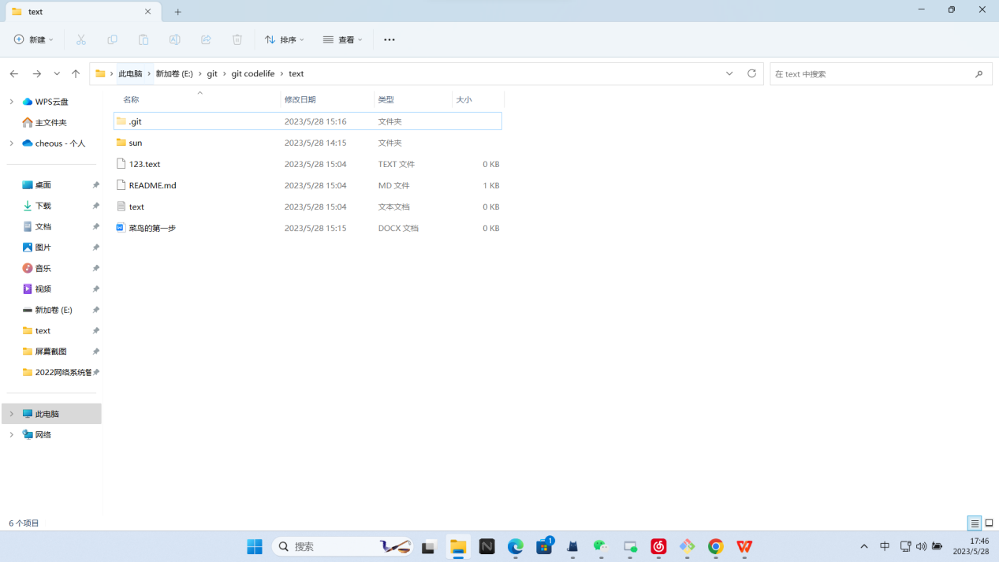 text
新建
排序
查看
此电脑
新加卷 (E:)
git
git codelife
text
在 text 中搜索
WPS云盘
主文件夹
cheous - 个人
桌面
下载
文档
图片
音乐
视频
新加卷 (E:)
text
屏幕截图
2022网络系统管
此电脑
网络
名称 修改日期 类型 大小
.git 2023/5/28 15:16 文件夹
sun 2023/5/28 14:15 文件夹
123.text 2023/5/28 15:04 TEXT 文件 0 KB
README.md 2023/5/28 15:04 MD 文件 1 KB
text 2023/5/28 15:04 文本文档 0 KB
菜鸟的第一步 2023/5/28 15:15 DOCX 文档 0 KB
6 个项目
搜索
1
中
17:46
2023/5/28